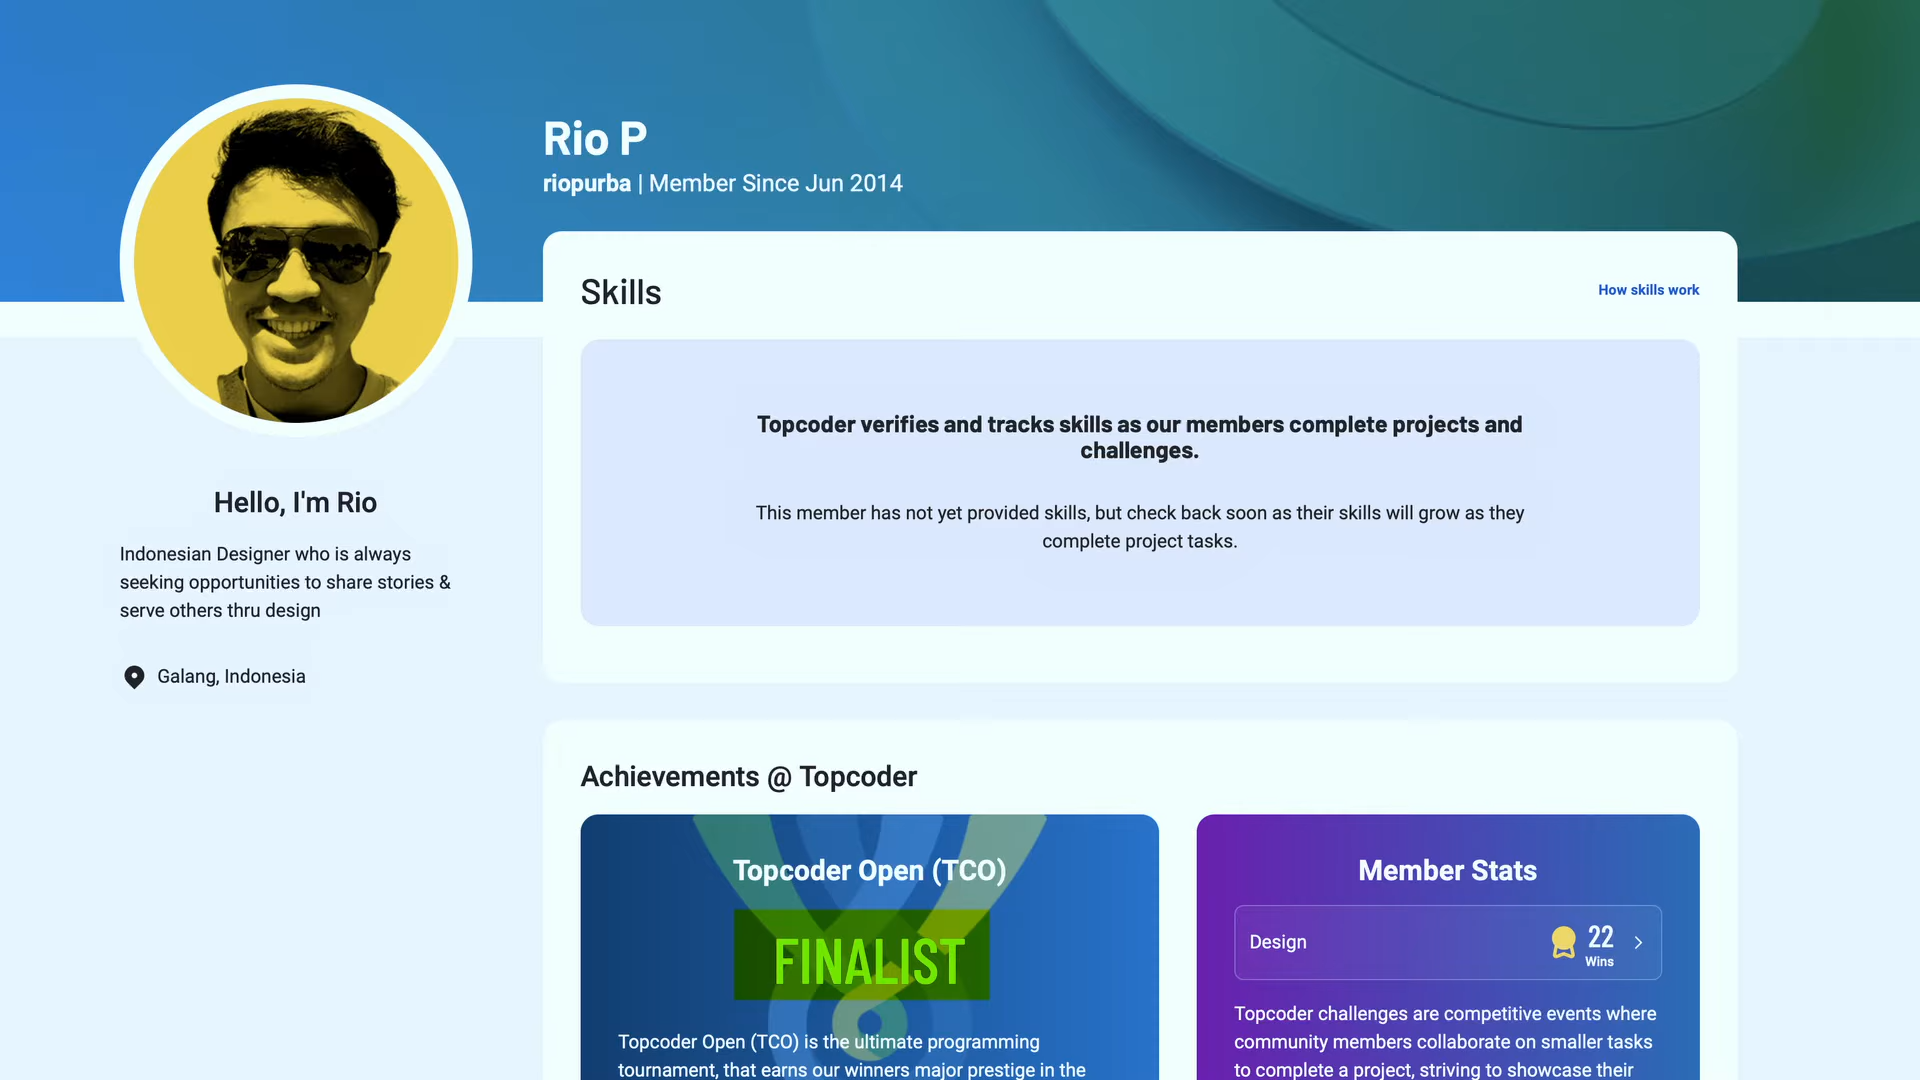 Rio P
riopurba | Member Since Jun 2014
Hello, I'm Rio
Indonesian Designer who is always
seeking opportunities to share stories &
serve others thru design
Galang, Indonesia
Skills
How skills work
Topcoder verifies and tracks skills as our members complete projects and
challenges.
This member has not yet provided skills, but check back soon as their skills will grow as they
complete project tasks.
Achievements @ Topcoder
Topcoder Open (TCO)
FINALIST
Topcoder Open (TCO) is the ultimate programming
tournament, that earns our winners major prestige in the
Member Stats
Design
22
Wins
Topcoder challenges are competitive events where
community members collaborate on smaller tasks
to complete a project, striving to showcase their